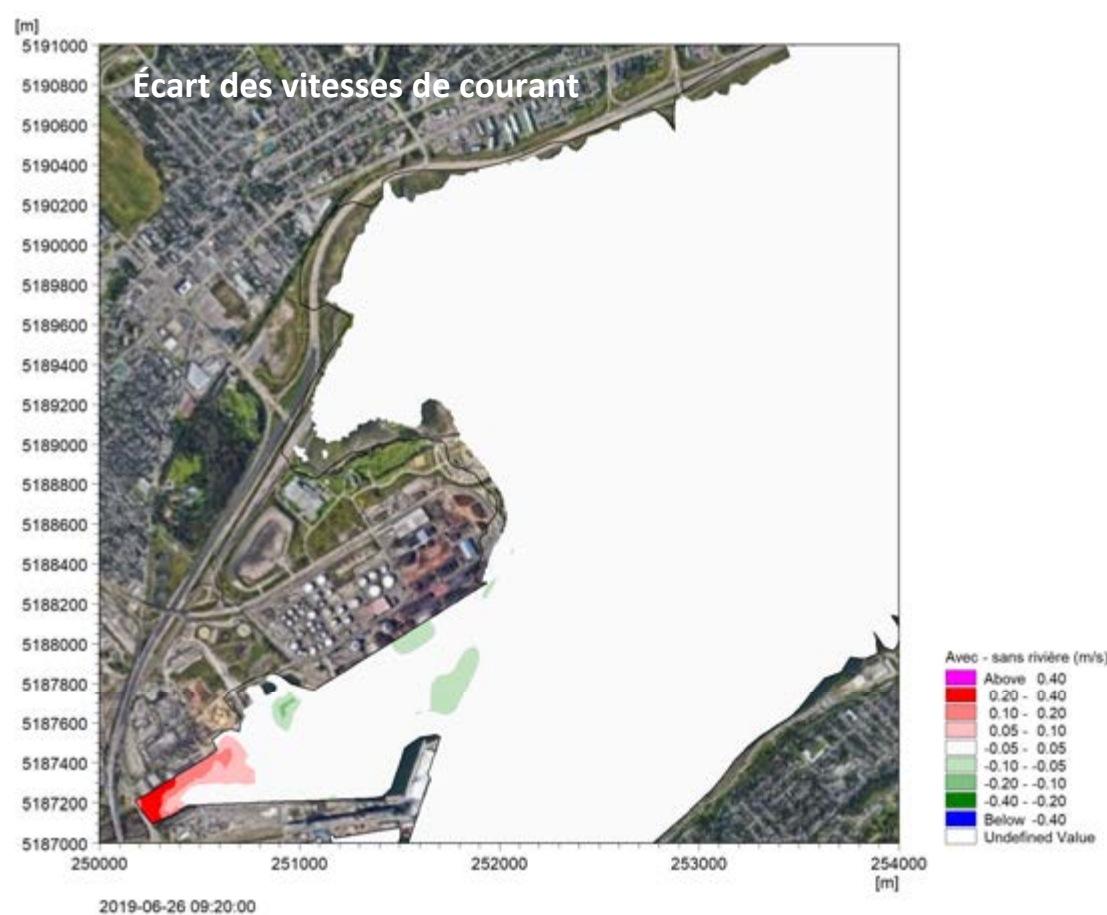 [m]
5191000
Écart des vitesses de courant
5190800
5190600
5190400
5190200
5190000
5189800
5189600
5189400
5189200
5189000
5188800
5188600
5188400
5188200
5188000
5187800
5187600
5187400
5187200
5187000
250000 251000 252000 253000 254000
[m]
2019-06-26 09:20:00
Avec - sans rivière (m/s)
Above 0.40
0.20 - 0.40
0.10 - 0.20
0.05 - 0.10
-0.05 - 0.05
-0.10 - -0.05
-0.20 - -0.10
-0.40 - -0.20
Below -0.40
Undefined Value